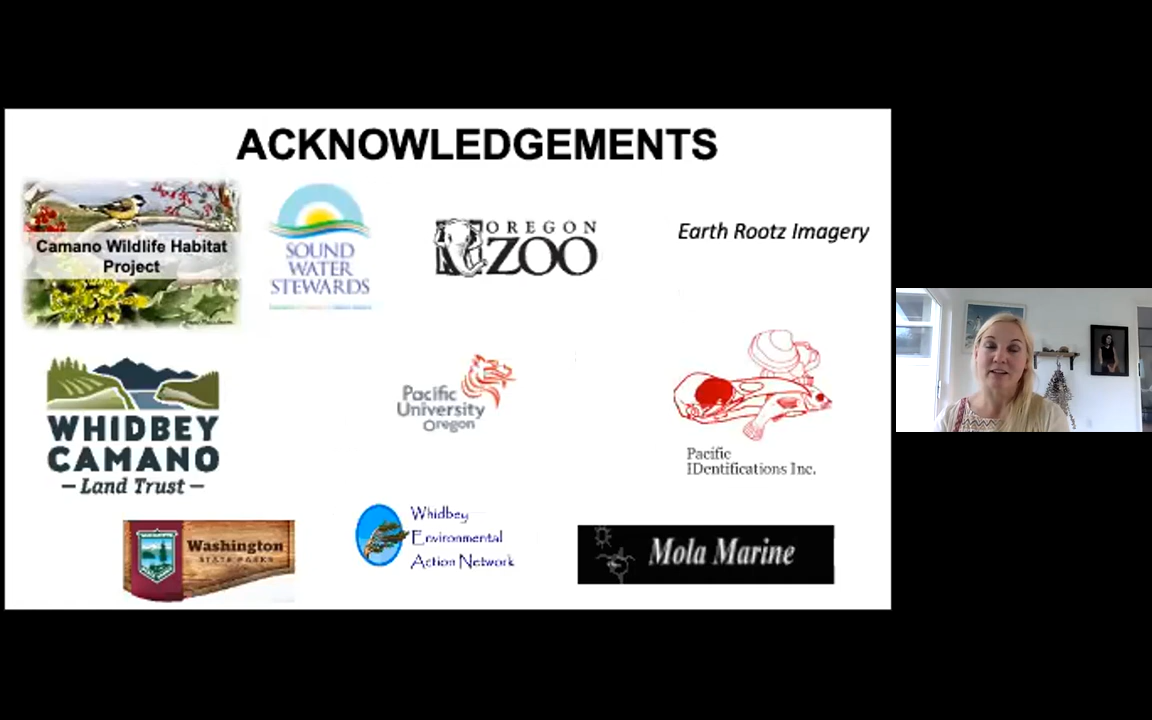 ACKNOWLEDGEMENTS
Camano Wildlife Habitat
Project
SOUND
WATER
STEWARDS
OREGON
ZOO
Earth Rootz Imagery
WHIDBEY
CAMANO
Land Trust
Pacific
University
Oregon
Pacific
IDentifications Inc.
Washington
STATE PARKS
Whidbey
Environmental
Action Network
Mola Marine